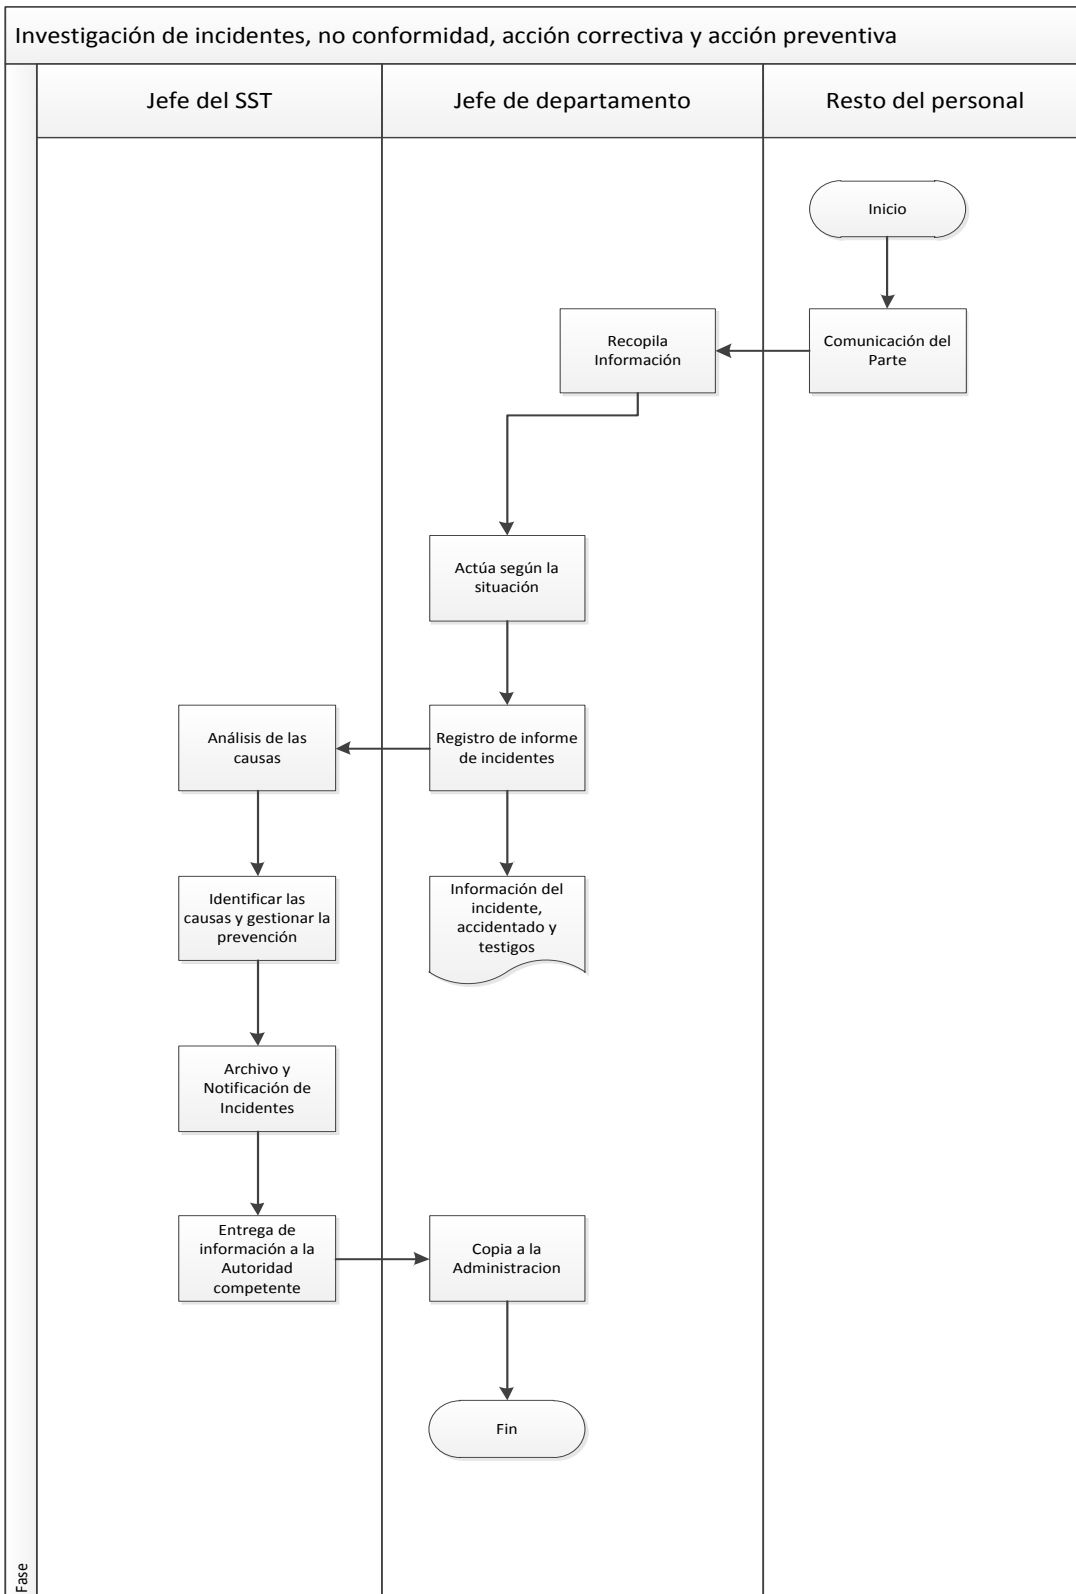 Investigación de incidentes, no conformidad, acción correctiva y acción preventiva
Jefe del SST
Jefe de departamento
Resto del personal
Inicio
Comunicación del
Parte
Recopila
Información
Actúa según la
situación
Registro de informe
de incidentes
Análisis de las
causas
Identificar las
causas y gestionar la
prevención
Información del
incidente,
accidentado y
testigos
Archivo y
Notificación de
Incidentes
Entrega de
información a la
Autoridad
competente
Copia a la
Administracion
Fin
Fase